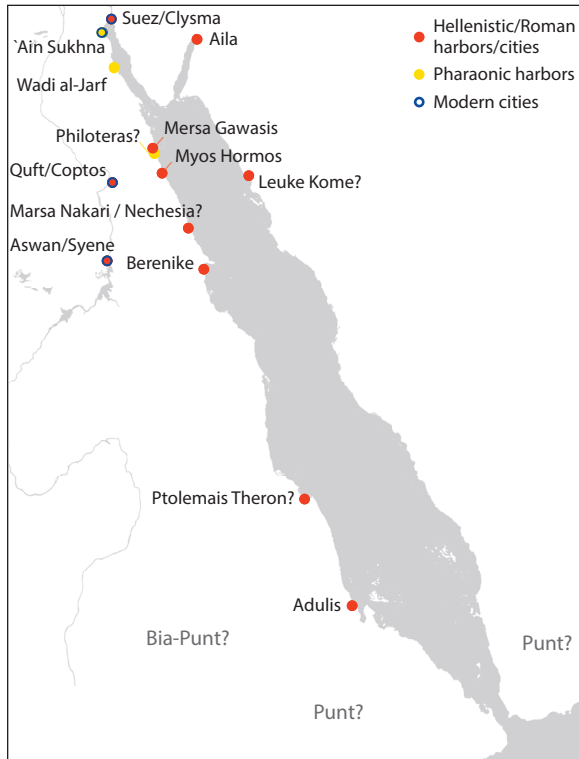 Suez/Clysma
`Ain Sukhna
Aila
Wadi al-Jarf
Hellenistic/Roman
harbors/cities
Pharaonic harbors
Modern cities
Philoteras?
Mersa Gawasis
Myos Hormos
Quft/Coptos
Leuke Kome?
Marsa Nakari / Nechesia?
Aswan/Syene
Berenike
Ptolemais Theron?
Adulis
Bia-Punt?
Punt?
Punt?